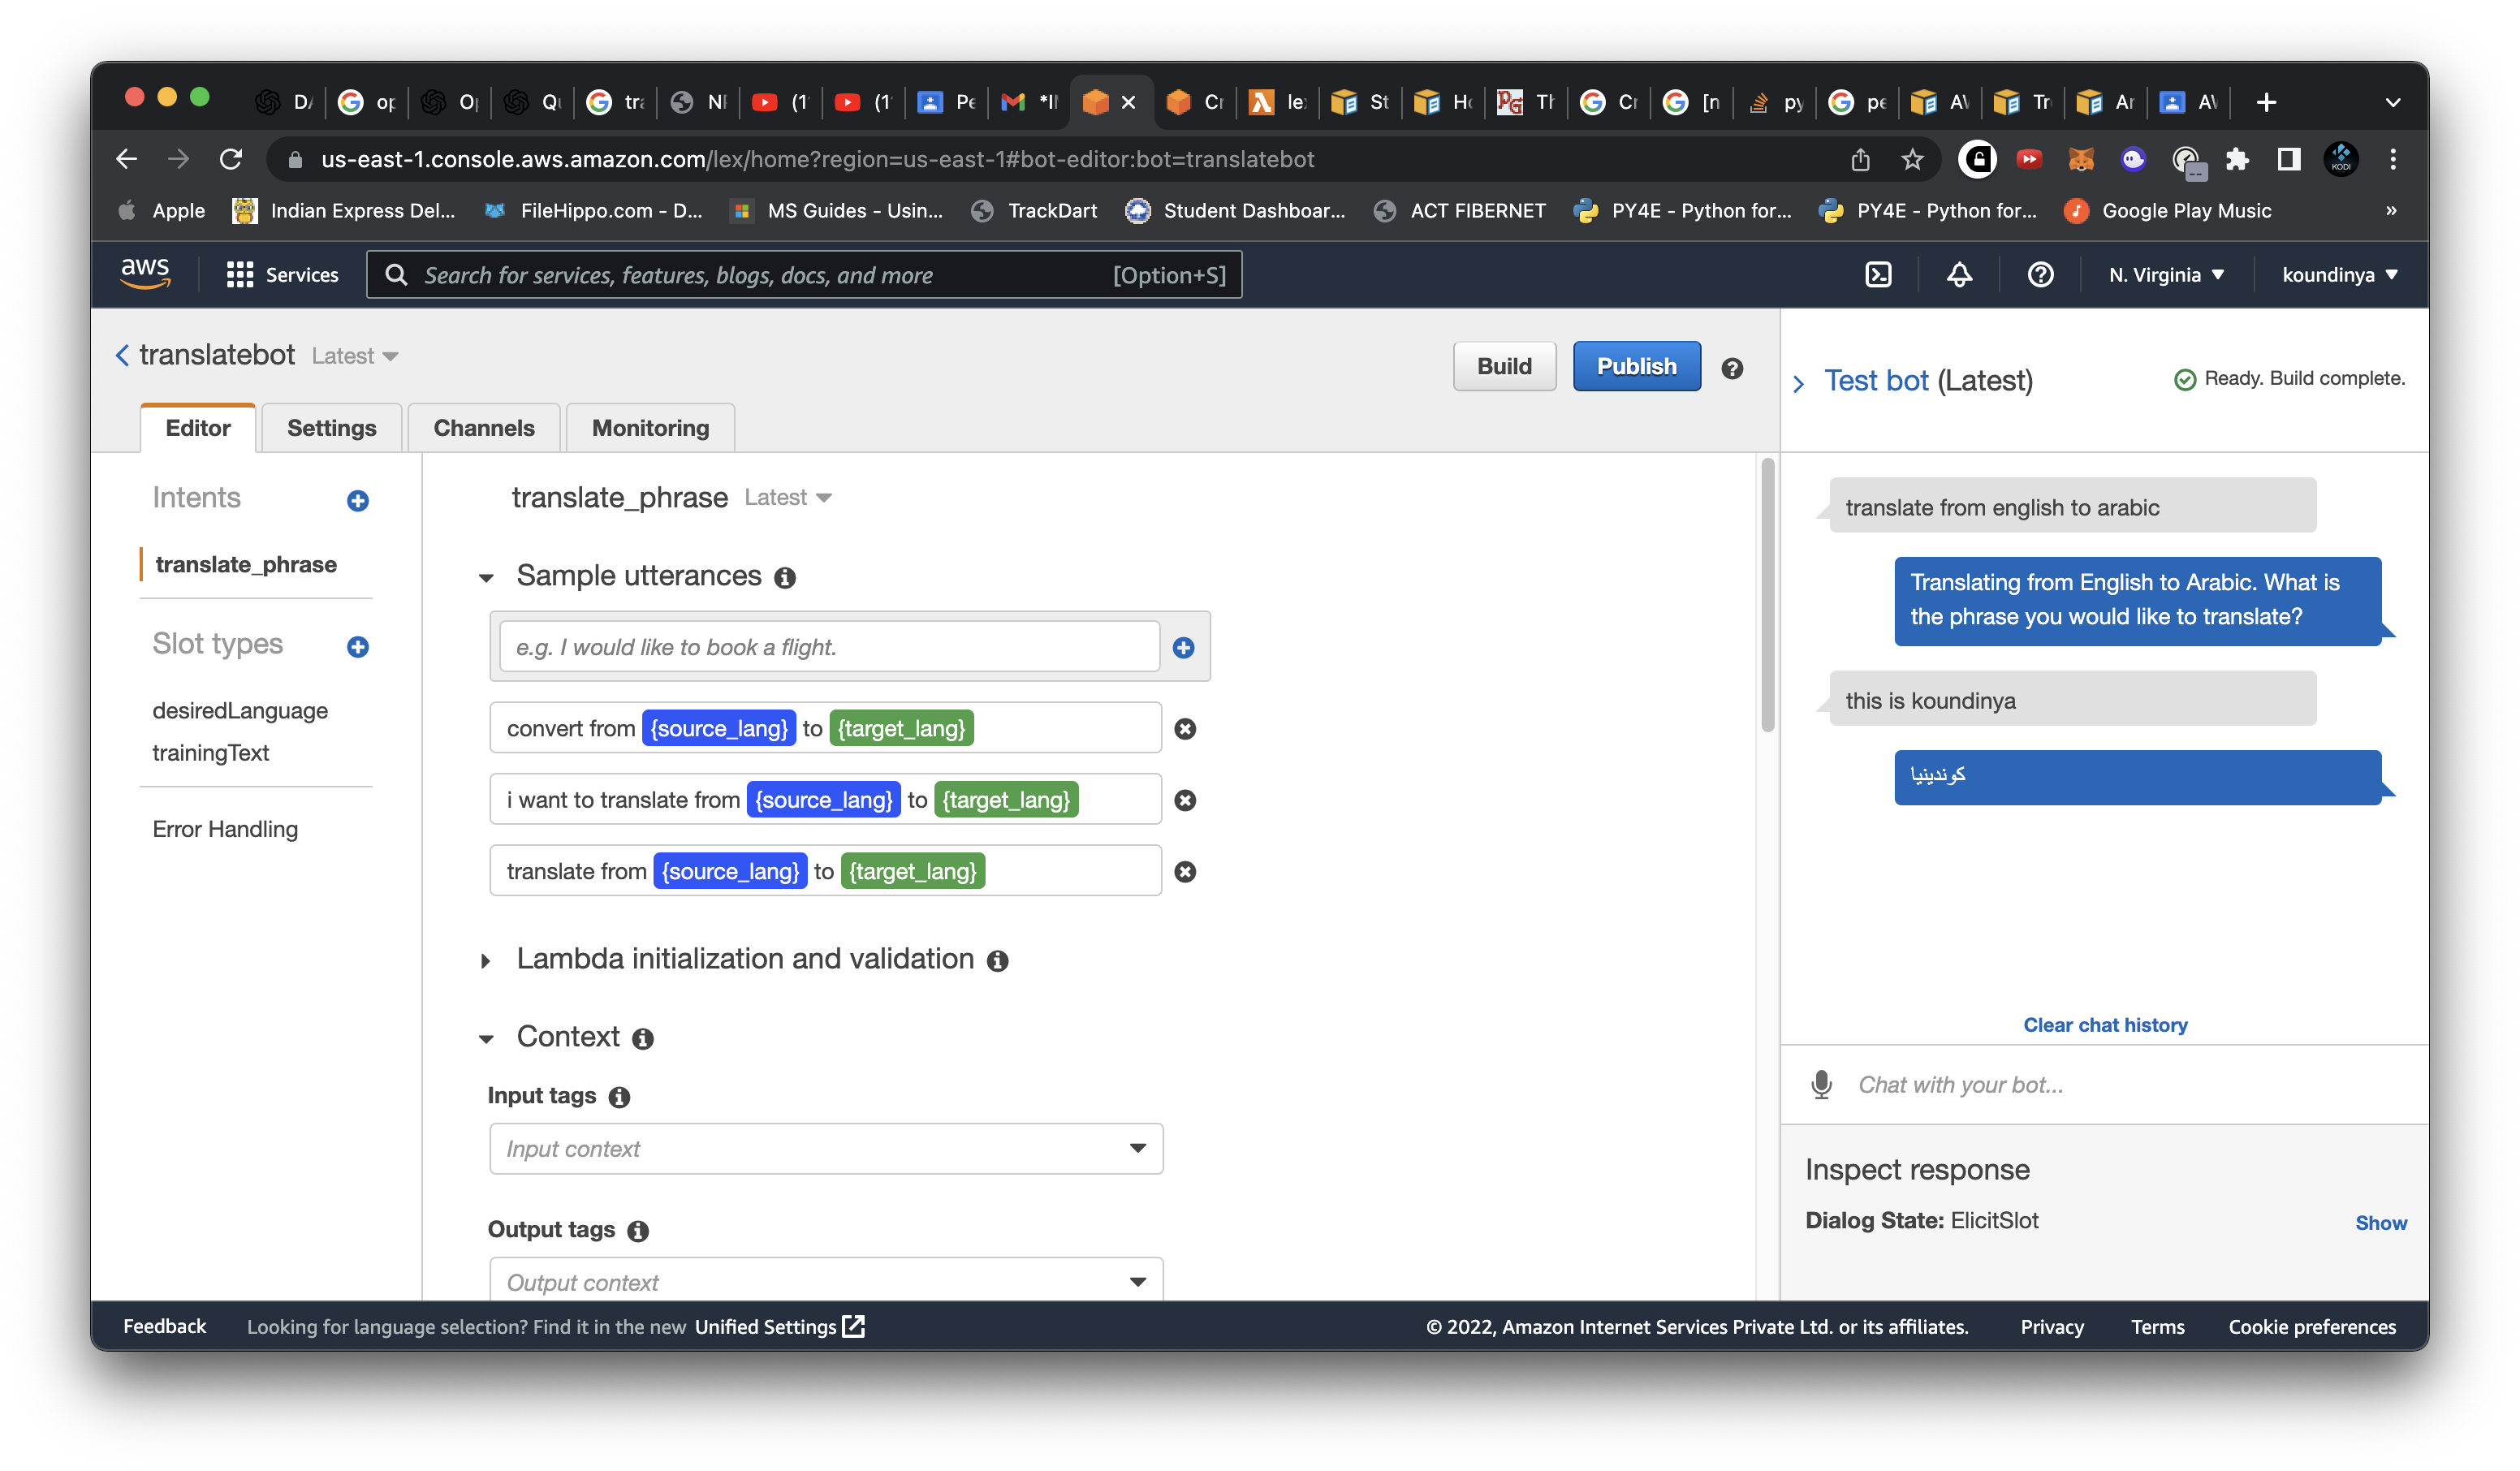 D/
op
O
Q
tra
N
(1
(1
Pe
*I
Cr
le:
St
Ho
Th
Cr
[n
py
pe
A\
Tr
Ar
A\
us-east-1.console.aws.amazon.com/lex/home?region=us-east-1#bot-editor:bot=translatebot
KODI
Apple
Indian Express Del...
FileHippo.com - D...
MS Guides - Usin...
TrackDart
Student Dashboar...
ACT FIBERNET
PY4E - Python for...
PY4E - Python for...
Google Play Music
»
aws
Services
Search for services, features, blogs, docs, and more
[Option+S]
N. Virginia
koundinya
translatebot Latest
Build
Publish
Editor
Settings
Channels
Monitoring
Intents
translate_phrase
Slot types
desiredLanguage
trainingText
Error Handling
translate_phrase Latest
Sample utterances
e.g. I would like to book a flight.
convert from {source_lang} to {target_lang}
i want to translate from {source_lang} to {target_lang}
translate from {source_lang} to {target_lang}
Lambda initialization and validation
Context
Input tags
Input context
Output tags
Output context
Test bot (Latest)
Ready. Build complete.
translate from english to arabic
Translating from English to Arabic. What is
the phrase you would like to translate?
this is koundinya
كوندينيا
Clear chat history
Chat with your bot...
Inspect response
Dialog State: ElicitSlot
Show
Feedback
Looking for language selection? Find it in the new Unified Settings
© 2022, Amazon Internet Services Private Ltd. or its affiliates.
Privacy
Terms
Cookie preferences